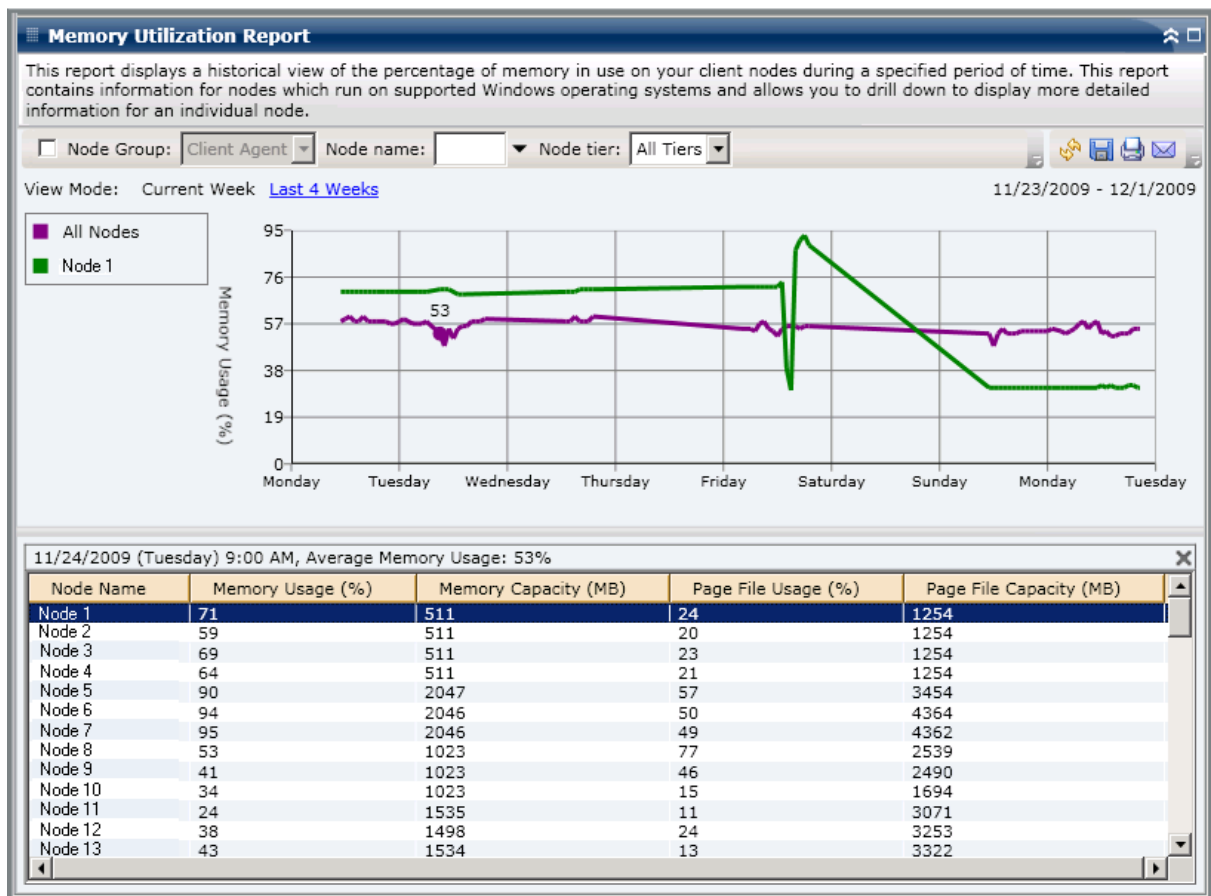 Memory Utilization Report
This report displays a historical view of the percentage of memory in use on your client nodes during a specified period of time. This report
contains information for nodes which run on supported Windows operating systems and allows you to drill down to display more detailed
information for an individual node.
Node Group: Client Agent Node name: Node tier: All Tiers
View Mode: Current Week Last 4 Weeks 11/23/2009 - 12/1/2009
All Nodes
Node 1
Memory Usage (%)
95
76
57
38
19
0
53
Monday Tuesday Wednesday Thursday Friday Saturday Sunday Monday Tuesday
11/24/2009 (Tuesday) 9:00 AM, Average Memory Usage: 53%
Node Name Memory Usage (%) Memory Capacity (MB) Page File Usage (%) Page File Capacity (MB)
Node 1 71 511 24 1254
Node 2 59 511 20 1254
Node 3 69 511 23 1254
Node 4 64 511 21 1254
Node 5 90 2047 57 3454
Node 6 94 2046 50 4364
Node 7 95 2046 49 4362
Node 8 53 1023 77 2539
Node 9 41 1023 46 2490
Node 10 34 1023 15 1694
Node 11 24 1535 11 3071
Node 12 38 1498 24 3253
Node 13 43 1534 13 3322